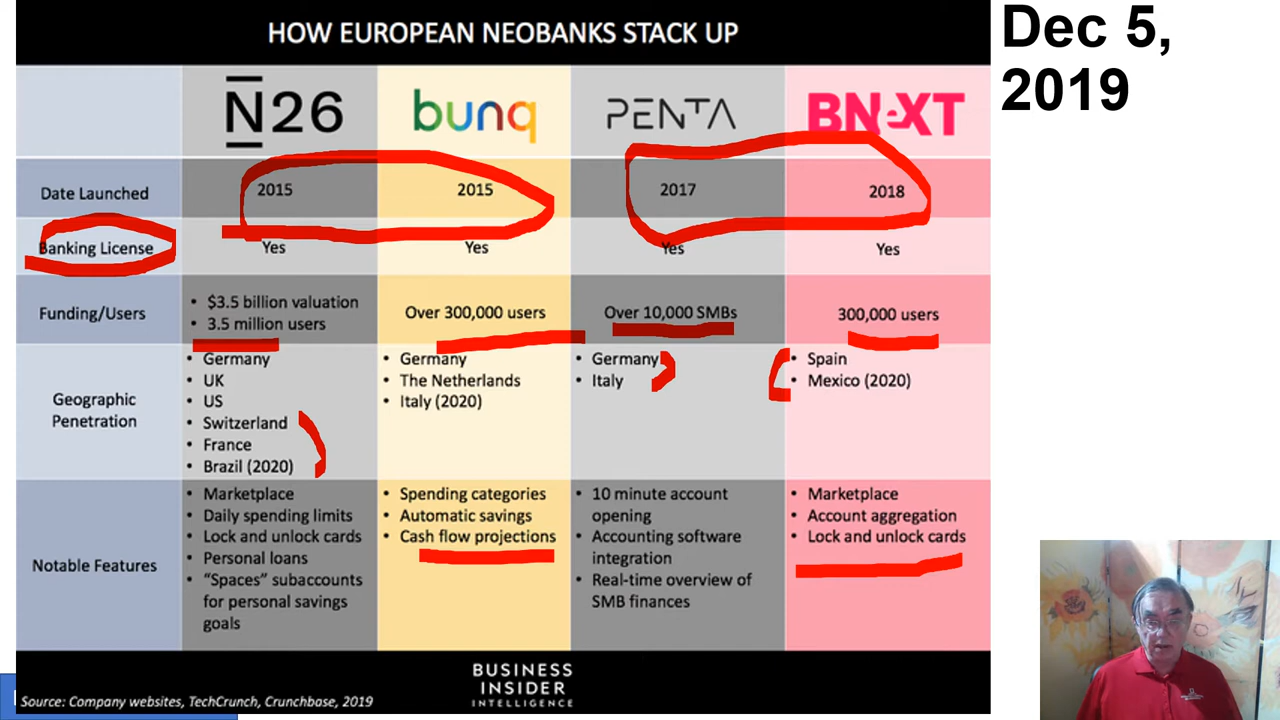 HOW EUROPEAN NEOBANKS STACK UP
Dec 5,
2019
N26
bunq
PENTA
BNeXT
Date Launched
2015
2015
2017
2018
Banking License
Yes
Yes
Yes
Yes
Funding/Users
• $3.5 billion valuation
• 3.5 million users
Over 300,000 users
Over 10,000 SMBs
300,000 users
Geographic
Penetration
• Germany
• UK
• US
• Switzerland
• France
• Brazil (2020)
• Germany
• The Netherlands
• Italy (2020)
• Germany
• Italy
• Spain
• Mexico (2020)
Notable Features
• Marketplace
• Daily spending limits
• Lock and unlock cards
• Personal loans
• “Spaces” subaccounts
for personal savings
goals
• Spending categories
• Automatic savings
• Cash flow projections
• 10 minute account
opening
• Accounting software
integration
• Real-time overview of
SMB finances
• Marketplace
• Account aggregation
• Lock and unlock cards
BUSINESS
INSIDER
INTELLIGENCE
Source: Company websites, TechCrunch, Crunchbase, 2019